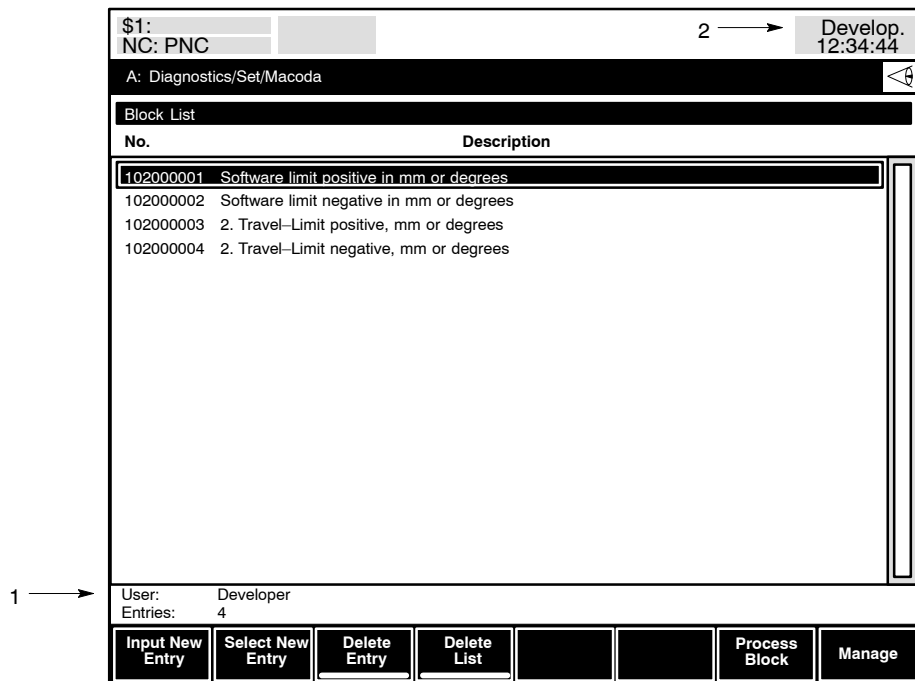 $1:
NC: PNC
2
Develop.
12:34:44
A: Diagnostics/Set/Macoda
Block List
No. Description
102000001 Software limit positive in mm or degrees
102000002 Software limit negative in mm or degrees
102000003 2. Travel–Limit positive, mm or degrees
102000004 2. Travel–Limit negative, mm or degrees
1
User: Developer
Entries: 4
Input New Entry
Select New Entry
Delete Entry
Delete List
Process Block
Manage